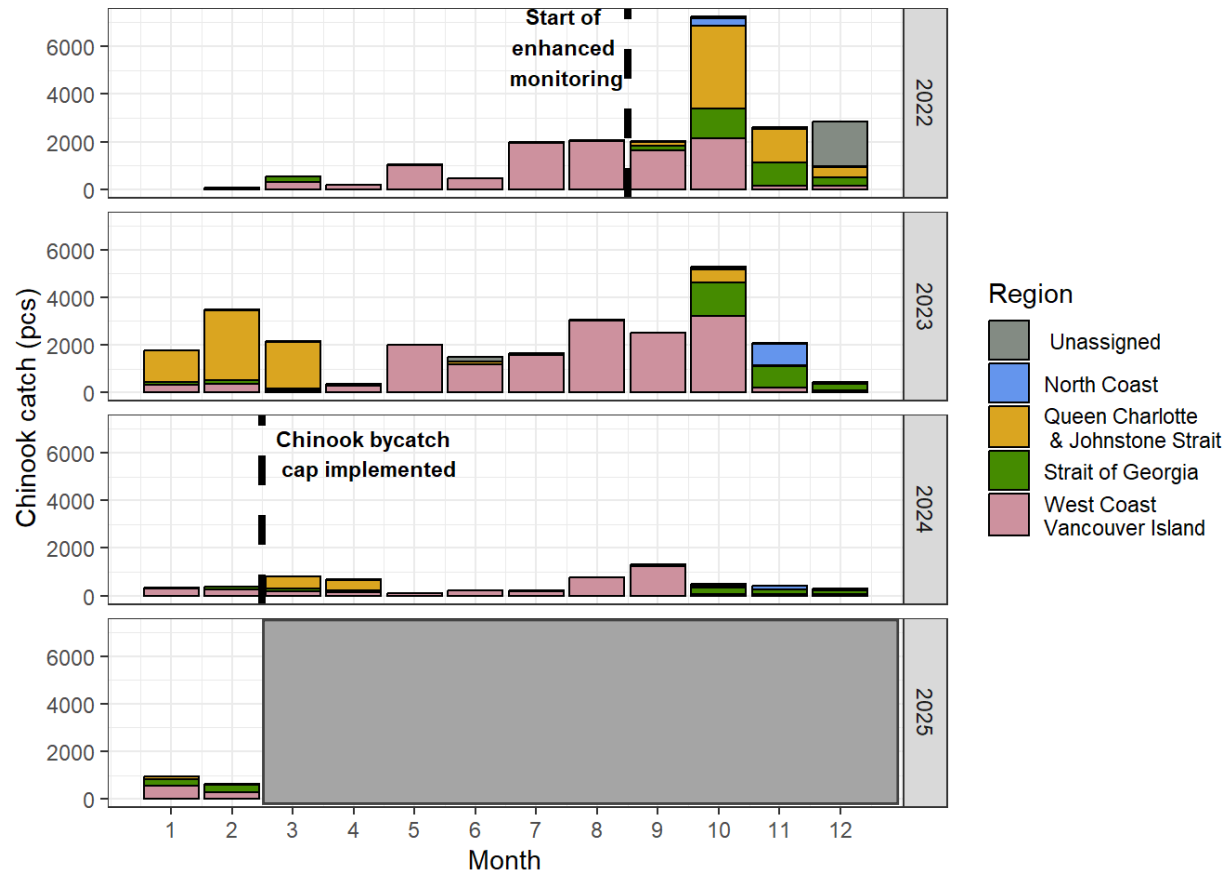 Start of
enhanced
monitoring
6000
4000
2000
0
2022
6000
4000
2000
0
2023
Chinook bycatch
cap implemented
6000
4000
2000
0
2024
6000
4000
2000
0
2025
1 2 3 4 5 6 7 8 9 10 11 12
Month
Chinook catch (pcs)
Region
Unassigned
North Coast
Queen Charlotte
& Johnstone Strait
Strait of Georgia
West Coast
Vancouver Island